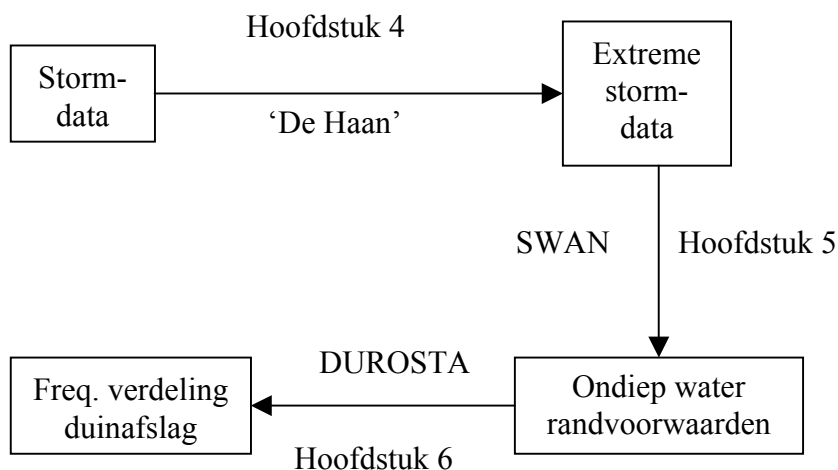 Hoofdstuk 4
Storm-
data
‘De Haan’
Extreme
storm-
data
SWAN
Hoofdstuk 5
Ondiep water
randvoorwaarden
DUROSTA
Hoofdstuk 6
Freq. verdeling
duinafslag